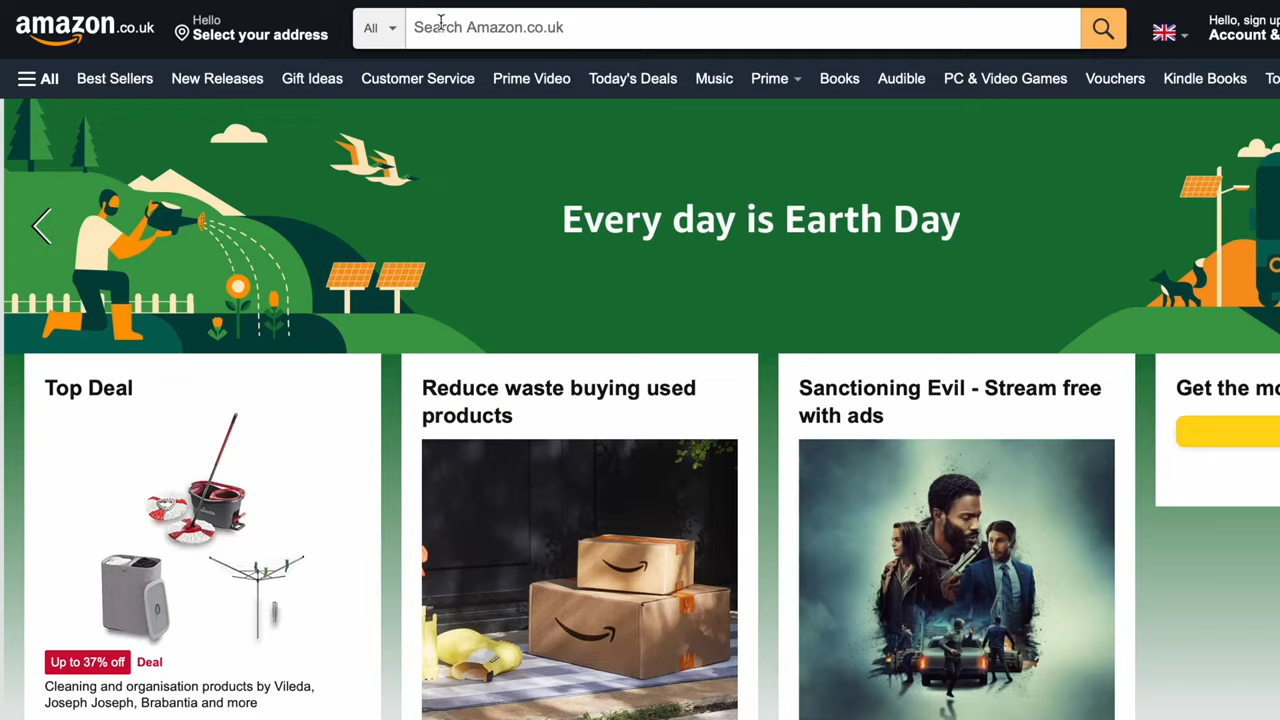 amazon.co.uk
Hello
Select your address
All
Search Amazon.co.uk
Hello, sign
Account &
All Best Sellers New Releases Gift Ideas Customer Service Prime Video Today's Deals Music Prime Books Audible PC & Video Games Vouchers Kindle Books
Every day is Earth Day
Top Deal
Up to 37% off Deal
Cleaning and organisation products by Vileda,
Joseph Joseph, Brabantia and more
Reduce waste buying used
products
Sanctioning Evil - Stream free
with ads
Get the